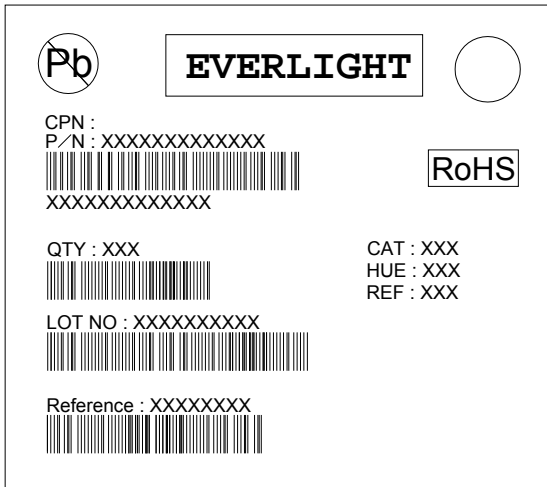 Pb
EVERLIGHT
CPN :
P/N : XXXXXXXXXXXXX
RoHS
XXXXXXXXXXXXX
QTY : XXX
CAT : XXX
HUE : XXX
REF : XXX
LOT NO : XXXXXXXXXX
Reference : XXXXXXXX